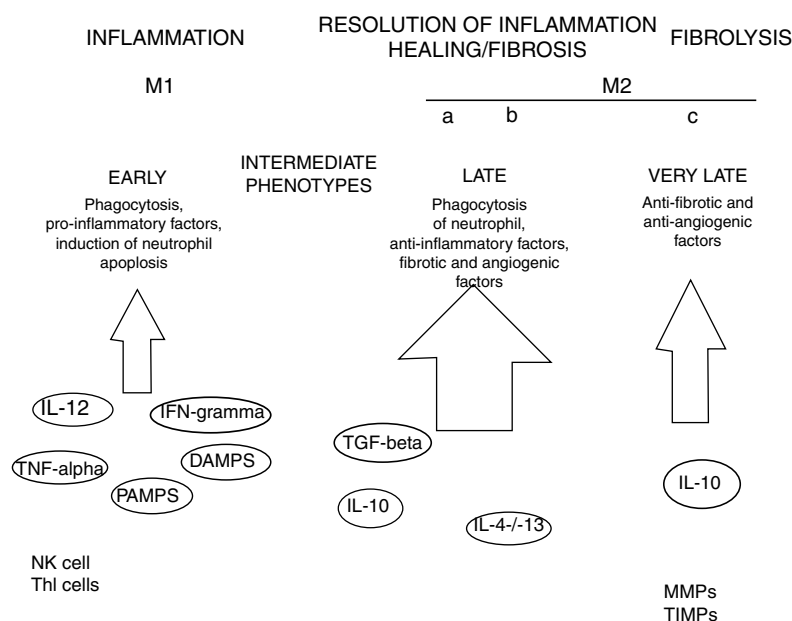 INFLAMMATION
RESOLUTION OF INFLAMMATION
HEALING/FIBROSIS
FIBROLYSIS
M1
M2
a
b
c
INTERMEDIATE
PHENOTYPES
EARLY
Phagocytosis,
pro-inflammatory factors,
induction of neutrophil
apoplosis
LATE
Phagocytosis
of neutrophil,
anti-inflammatory factors,
fibrotic and angiogenic
factors
VERY LATE
Anti-fibrotic and
anti-angiogenic
factors
IL-12
IFN-gramma
TNF-alpha
DAMPS
PAMPS
TGF-beta
IL-10
IL-4-/-13
IL-10
NK cell
Thl cells
MMPs
TIMPs